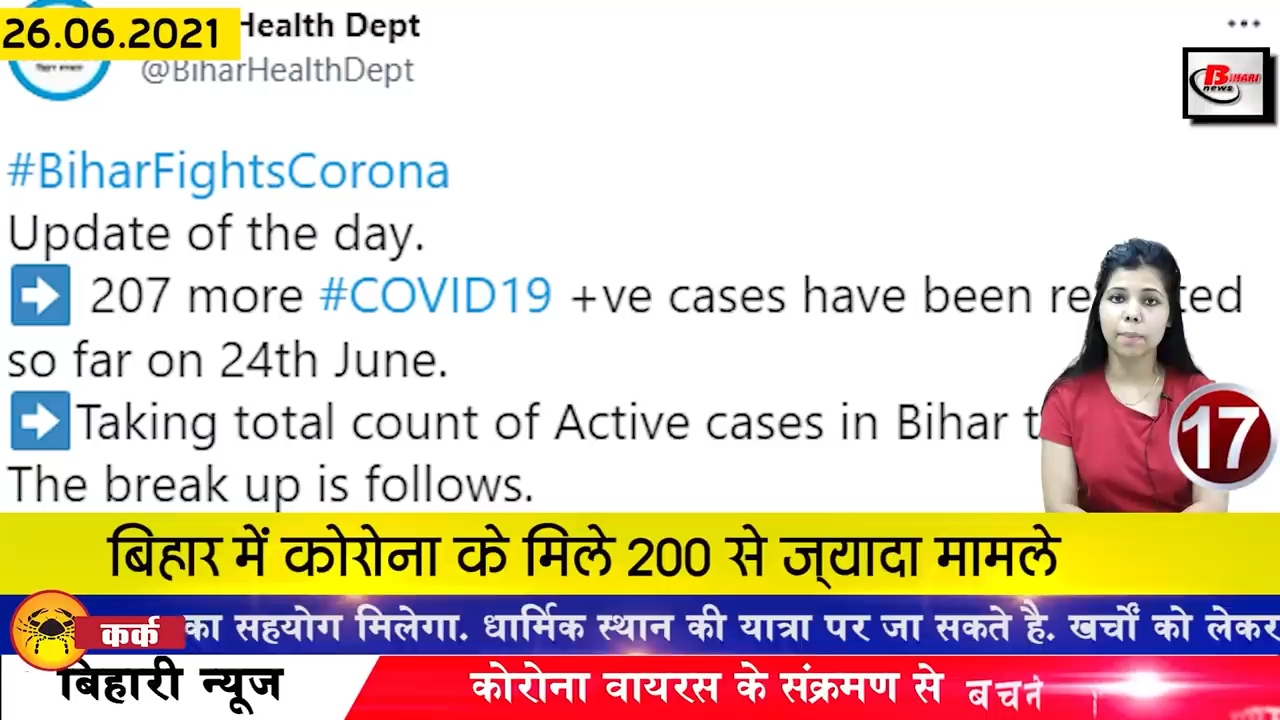 26.06.2021
Health Dept
@BiharHealthDept
BIHARI
news
#BiharFightsCorona
Update of the day.
207 more #COVID19 +ve cases have been
so far on 24th June.
Taking total count of Active cases in Bihar
The break up is follows.
17
बिहार में कोरोना के मिले 200 से ज्यादा मामले
कर्क
का सहयोग मिलेगा. धार्मिक स्थान की यात्रा पर जा सकते है. खर्चों को लेकर
बिहारी न्यूज
कोरोना वायरस के संक्रमण से बचने